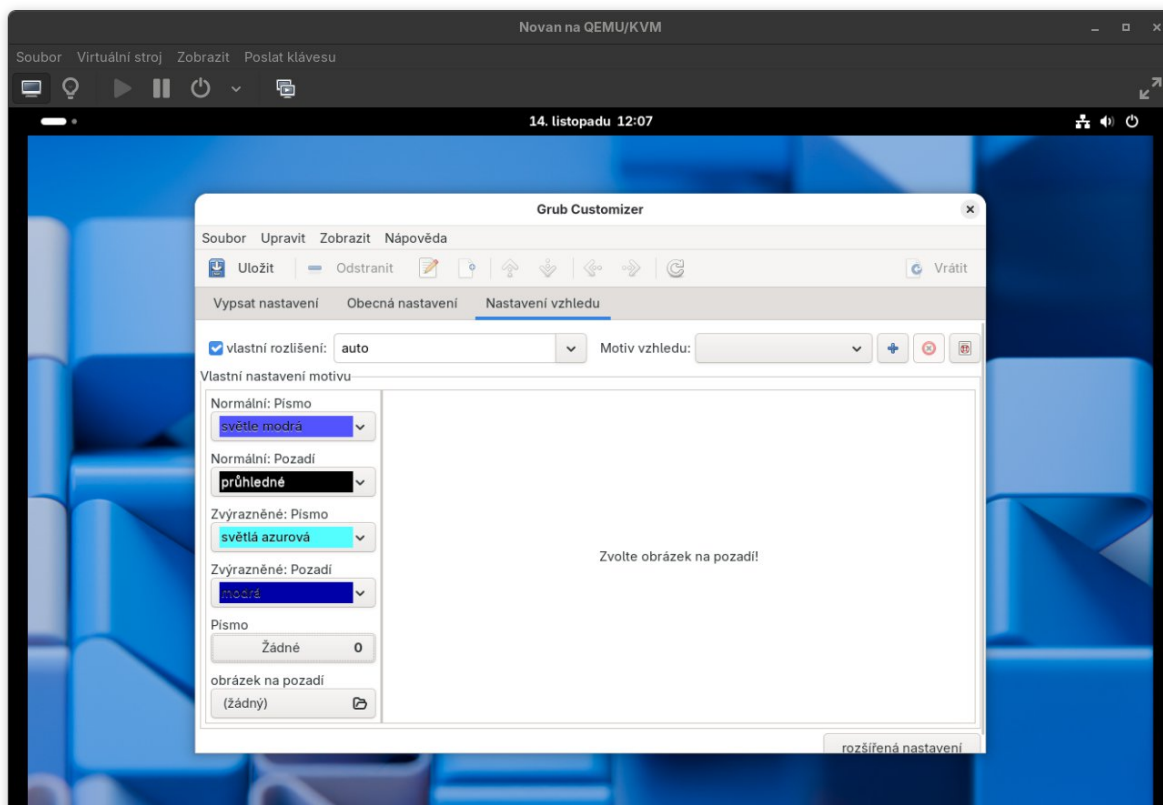 Novan na QEMU/KVM
Soubor Virtuální stroj Zobrazit Poslat klávesu
14. listopadu 12:07
Grub Customizer
Soubor Upravit Zobrazit Nápověda
Uložit Odstranit Vrátit
Vypsat nastavení Obecná nastavení Nastavení vzhledu
vlastní rozlišení: auto Motiv vzhledu:
Vlastní nastavení motivu
Normální: Písmo
světle modrá
Normální: Pozadí
průhledné
Zvýrazněné: Písmo
světlá azurová
Zvolte obrázek na pozadí!
Zvýrazněné: Pozadí
modrá
Písmo
Žádné 0
obrázek na pozadí
(žádný)
rozšířená nastavení